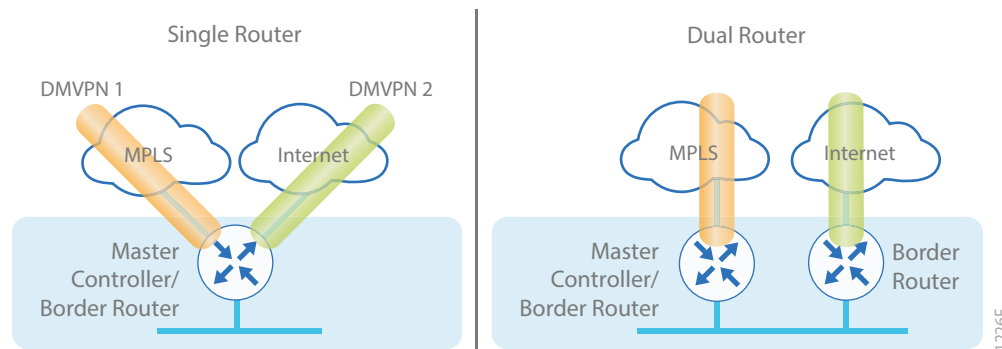 Single Router
DMVPN 1
DMVPN 2
MPLS
Internet
Master
Controller/
Border Router
Dual Router
MPLS
Internet
Master
Controller/
Border Router
Border
Router